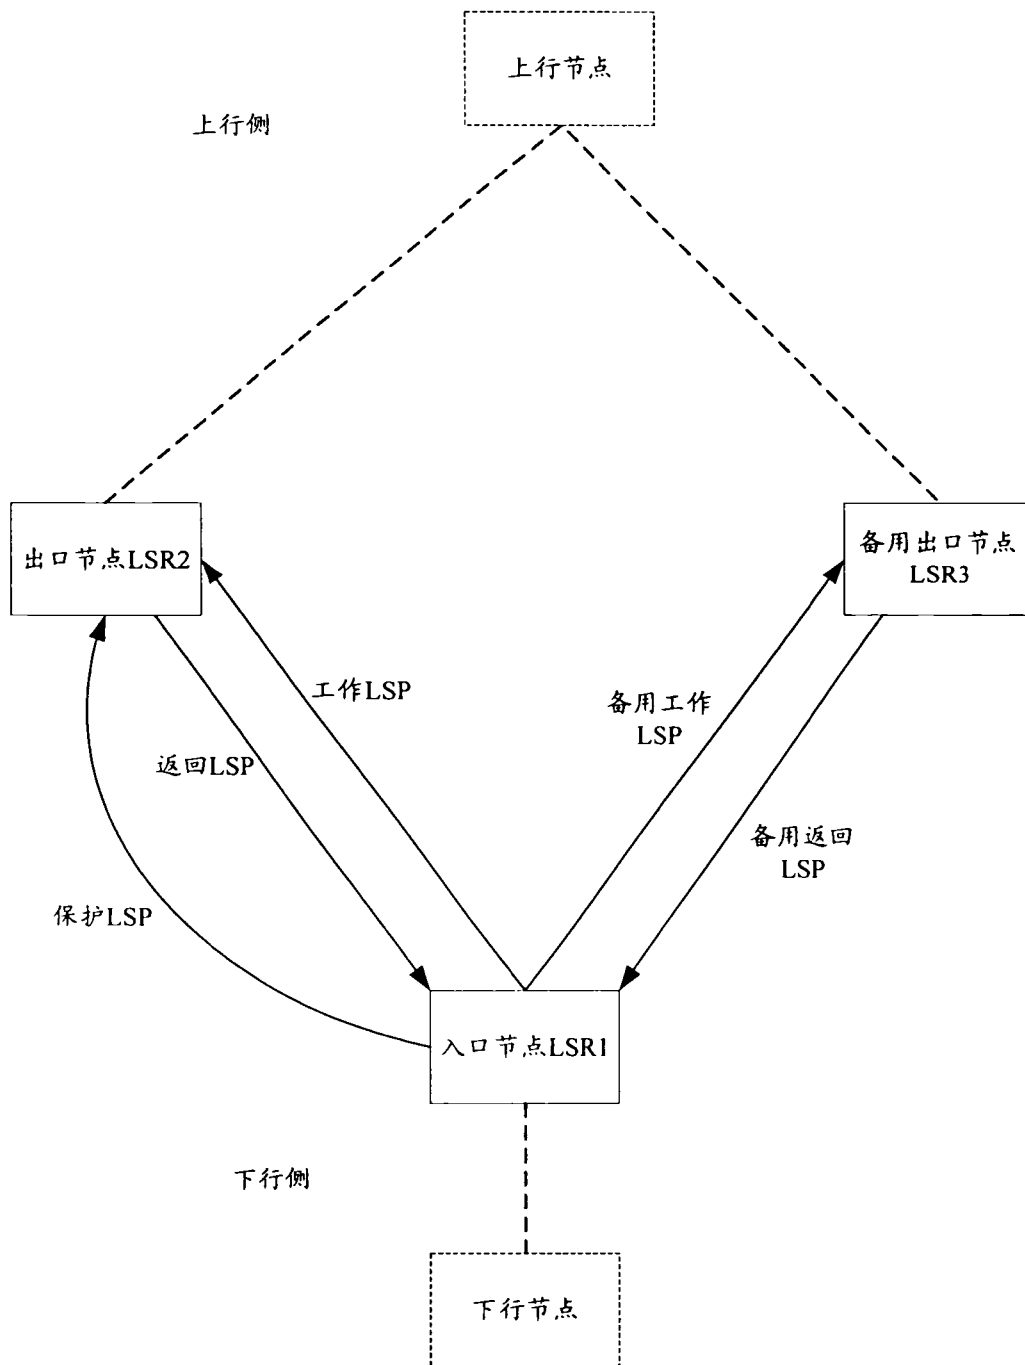 上行节点
上行侧
出口节点LSR2
备用出口节点
LSR3
工作LSP
备用工作
LSP
返回LSP
备用返回
LSP
保护LSP
入口节点LSR1
下行侧
下行节点